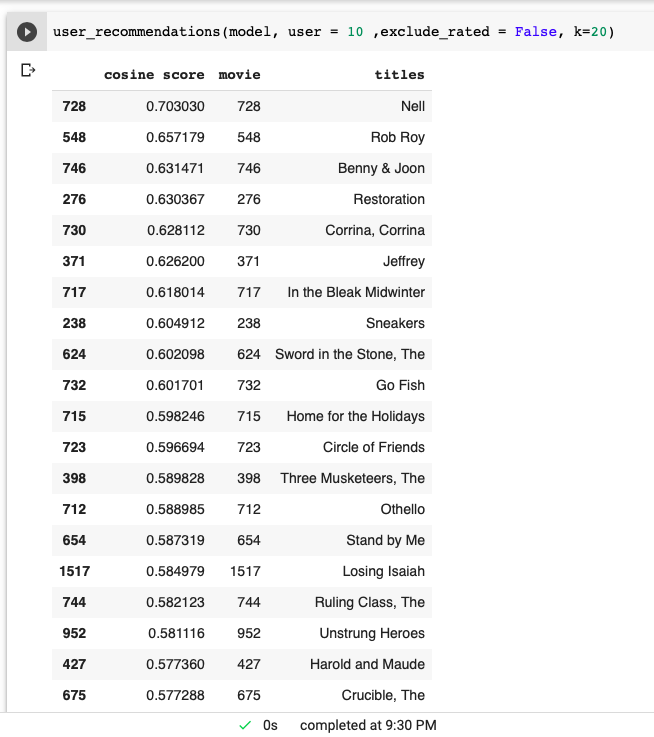 user_recommendations(model, user = 10 ,exclude_rated = False, k=20)
cosine score movie titles
728 0.703030 728 Nell
548 0.657179 548 Rob Roy
746 0.631471 746 Benny & Joon
276 0.630367 276 Restoration
730 0.628112 730 Corrina, Corrina
371 0.626200 371 Jeffrey
717 0.618014 717 In the Bleak Midwinter
238 0.604912 238 Sneakers
624 0.602098 624 Sword in the Stone, The
732 0.601701 732 Go Fish
715 0.598246 715 Home for the Holidays
723 0.596694 723 Circle of Friends
398 0.589828 398 Three Musketeers, The
712 0.588985 712 Othello
654 0.587319 654 Stand by Me
1517 0.584979 1517 Losing Isaiah
744 0.582123 744 Ruling Class, The
952 0.581116 952 Unstrung Heroes
427 0.577360 427 Harold and Maude
675 0.577288 675 Crucible, The
0s completed at 9:30 PM